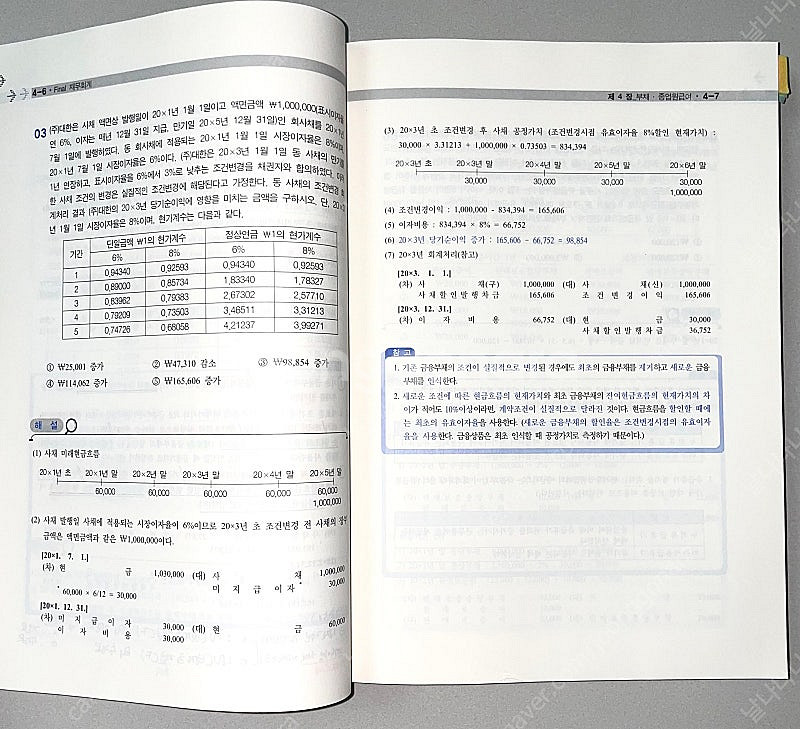 4-6 • Final 재무회계
03 (주)대한은 사채 액면상 발행일이 20×1년 1월 1일이고 액면금액 ₩1,000,000(표시이자율
연 6%, 이자는 매년 12월 31일 지급, 만기일 20×5년 12월 31일)인 회사채를 20×1년
7월 1일에 발행하였다. 동 회사채에 적용되는 20×1년 1월 1일 시장이자율은 8%이며
20×1년 7월 1일 시장이자율은 6%이다. (주)대한은 20×3년 1월 1일 동 사채의 만기를
1년 연장하고, 표시이자율을 6%에서 3%로 낮추는 조건변경을 채권자와 합의하였다. 이러
한 사채 조건의 변경은 실질적인 조건변경에 해당된다고 가정한다. 동 사채의 조건변경
계처리 결과 (주)대한의 20×3년 당기순이익에 영향을 미치는 금액을 구하시오. 단, 20×3
년 1월 1일 시장이자율은 8%이며, 현가계수는 다음과 같다.
기간 단일금액 ₩1의 현가계수 정상연금 ₩1의 현가계수
6% 8% 6% 8%
1 0.94340 0.92593 0.94340 0.92593
2 0.89000 0.85734 1.83340 1.78327
3 0.83962 0.79383 2.67302 2.57710
4 0.79209 0.73503 3.46511 3.31213
5 0.74726 0.68058 4.21237 3.99271
① ₩25,001 증가 ② ₩47,310 감소 ③ ₩98,854 증가
④ ₩114,062 증가 ⑤ ₩165,606 증가
해 설
(1) 사채 미래현금흐름
20×1년 초 20×1년 말 20×2년 말 20×3년 말 20×4년 말 20×5년 말
60,000 60,000 60,000 60,000 60,000
1,000,000
(2) 사채 발행일 사채에 적용되는 시장이자율이 6%이므로 20×3년 초 조건변경 전 사채의 장부
금액은 액면금액과 같은 ₩1,000,000이다.
[20×1. 7. 1.]
(차) 현 금 1,030,000 (대) 사 채 1,000,000
미 지 급 이 자* 30,000
* 60,000 × 6/12 = 30,000
[20×1. 12. 31.]
(차) 미 지 급 이 자 30,000 (대) 현 금 60,000
이 자 비 용 30,000
제 4 장 부채 · 종업원급여 • 4-7
(3) 20×3년 초 조건변경 후 사채 공정가치 (조건변경시점 유효이자율 8%할인 현재가치) :
30,000 × 3.31213 + 1,000,000 × 0.73503 = 834,394
20×3년 초 20×3년 말 20×4년 말 20×5년 말 20×6년 말
30,000 30,000 30,000 30,000
1,000,000
(4) 조건변경이익 : 1,000,000 - 834,394 = 165,606
(5) 이자비용 : 834,394 × 8% = 66,752
(6) 20×3년 당기순이익 증가 : 165,606 - 66,752 = 98,854
(7) 20×3년 회계처리(참고)
[20×3. 1. 1.]
(차) 사 채(구) 1,000,000 (대) 사 채(신) 1,000,000
사 채 할 인 발 행 차 금 165,606 조 건 변 경 이 익 165,606
[20×3. 12. 31.]
(차) 이 자 비 용 66,752 (대) 현 금 30,000
사 채 할 인 발 행 차 금 36,752
참 고
1. 기존 금융부채의 조건이 실질적으로 변경된 경우에도 최초의 금융부채를 제거하고 새로운 금융
부채를 인식한다.
2. 새로운 조건에 따른 현금흐름의 현재가치와 최초 금융부채의 잔여현금흐름의 현재가치의 차
이가 적어도 10%이상이라면, 계약조건이 실질적으로 달라진 것이다. 현금흐름을 할인할 때에
는 최초의 유효이자율을 사용한다. (새로운 금융부채의 할인율은 조건변경시점의 유효이자
율을 사용한다. 금융상품은 최초 인식할 때 공정가치로 측정하기 때문이다.)